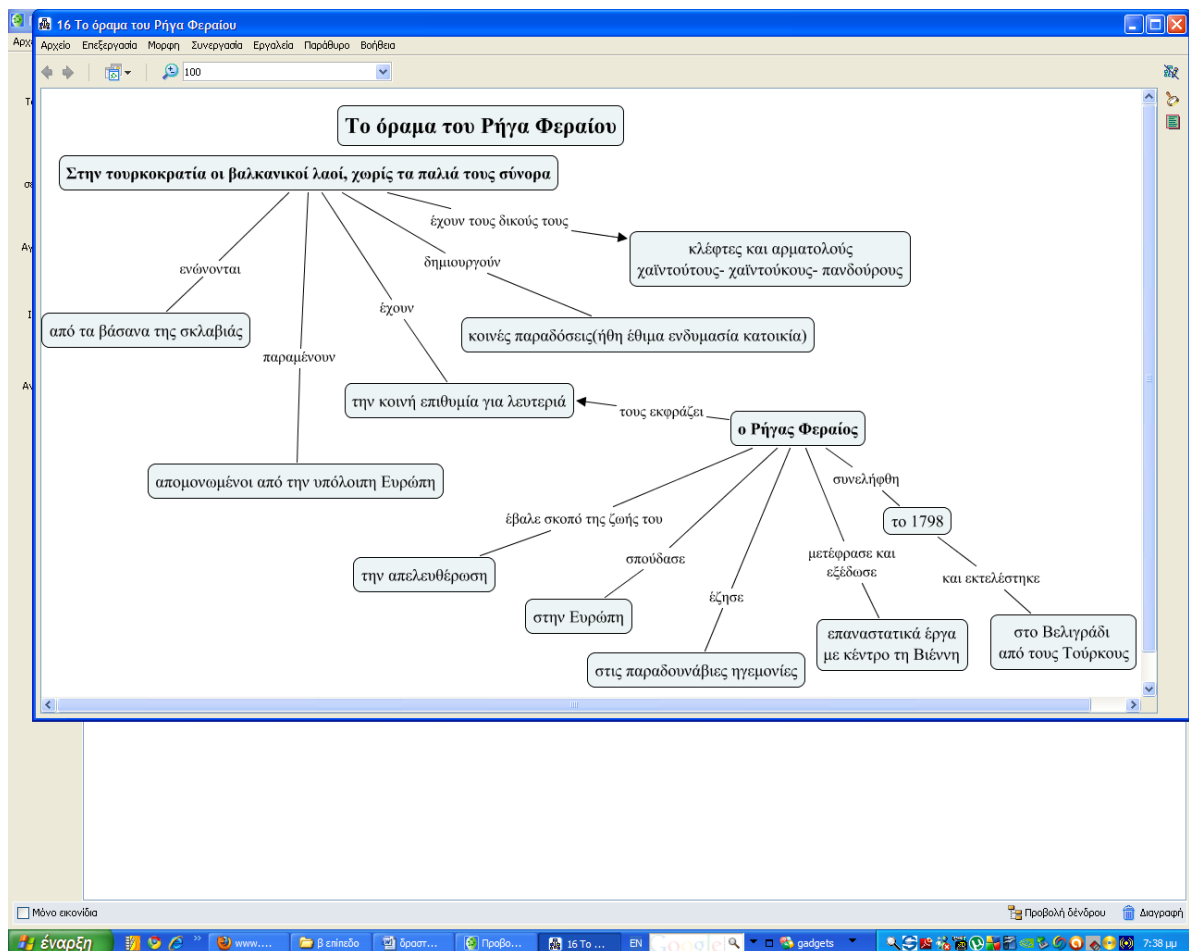 16 Το όραμα του Ρήγα Φεραίου
Αρχείο Επεξεργασία Μορφη Συνεργασία Εργαλεία Παράθυρο Βοήθεια
100
Το όραμα του Ρήγα Φεραίου
Στην τουρκοκρατία οι βαλκανικοί λαοί, χωρίς τα παλιά τους σύνορα
έχουν τους δικούς τους
κλέφτες και αρματολούς
χαϊντούτους- χαϊντούκους- πανδούρους
δημιουργούν
ενώνονται
έχουν
από τα βάσανα της σκλαβιάς
κοινές παραδόσεις(ήθη έθιμα ενδυμασία κατοικία)
παραμένουν
την κοινή επιθυμία για λευτεριά
τους εκφράζει
ο Ρήγας Φεραίος
απομονωμένοι από την υπόλοιπη Ευρώπη
συνελήφθη
έβαλε σκοπό της ζωής του
το 1798
σπούδασε
μετέφρασε και
εξέδωσε
την απελευθέρωση
και εκτελέστηκε
έζησε
στην Ευρώπη
επαναστατικά έργα
με κέντρο τη Βιέννη
στο Βελιγράδι
από τους Τούρκους
στις παραδουνάβιες ηγεμονίες
Μόνο εικονίδια
Προβολή δένδρου
Διαγραφή
έναρξη
www....
β επίπεδο
δραστ...
Προβο...
16 Το ...
EN
Google
gadgets
7:38 μμ